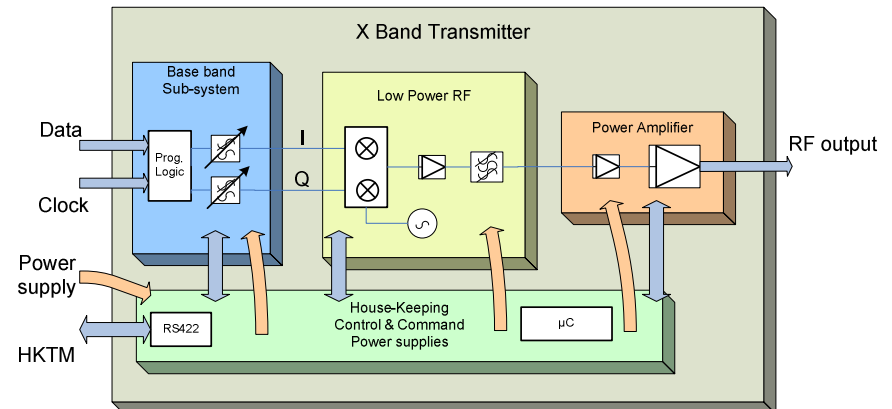 X Band Transmitter
Base band
Sub-system
Low Power RF
Power Amplifier
Data
Clock
Prog.
Logic
I
Q
RF output
Power
supply
HKTM
RS422
House-Keeping
Control & Command
Power supplies
µC